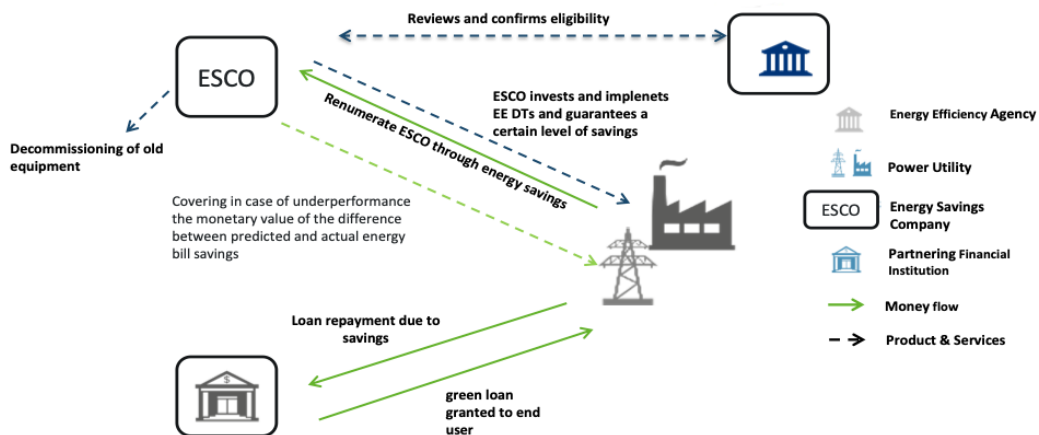 Reviews and confirms eligibility
ESCO
ESCO invests and implenets
EE DTs and guarantees a
certain level of savings
Renumerate ESCO through energy savings
Decommissioning of old
equipment
Covering in case of underperformance
the monetary value of the difference
between predicted and actual energy
bill savings
Loan repayment due to
savings
$
green loan
granted to end
user
Energy Efficiency Agency
Power Utility
ESCO
Energy Savings
Company
Partnering Financial
Institution
Money flow
Product & Services